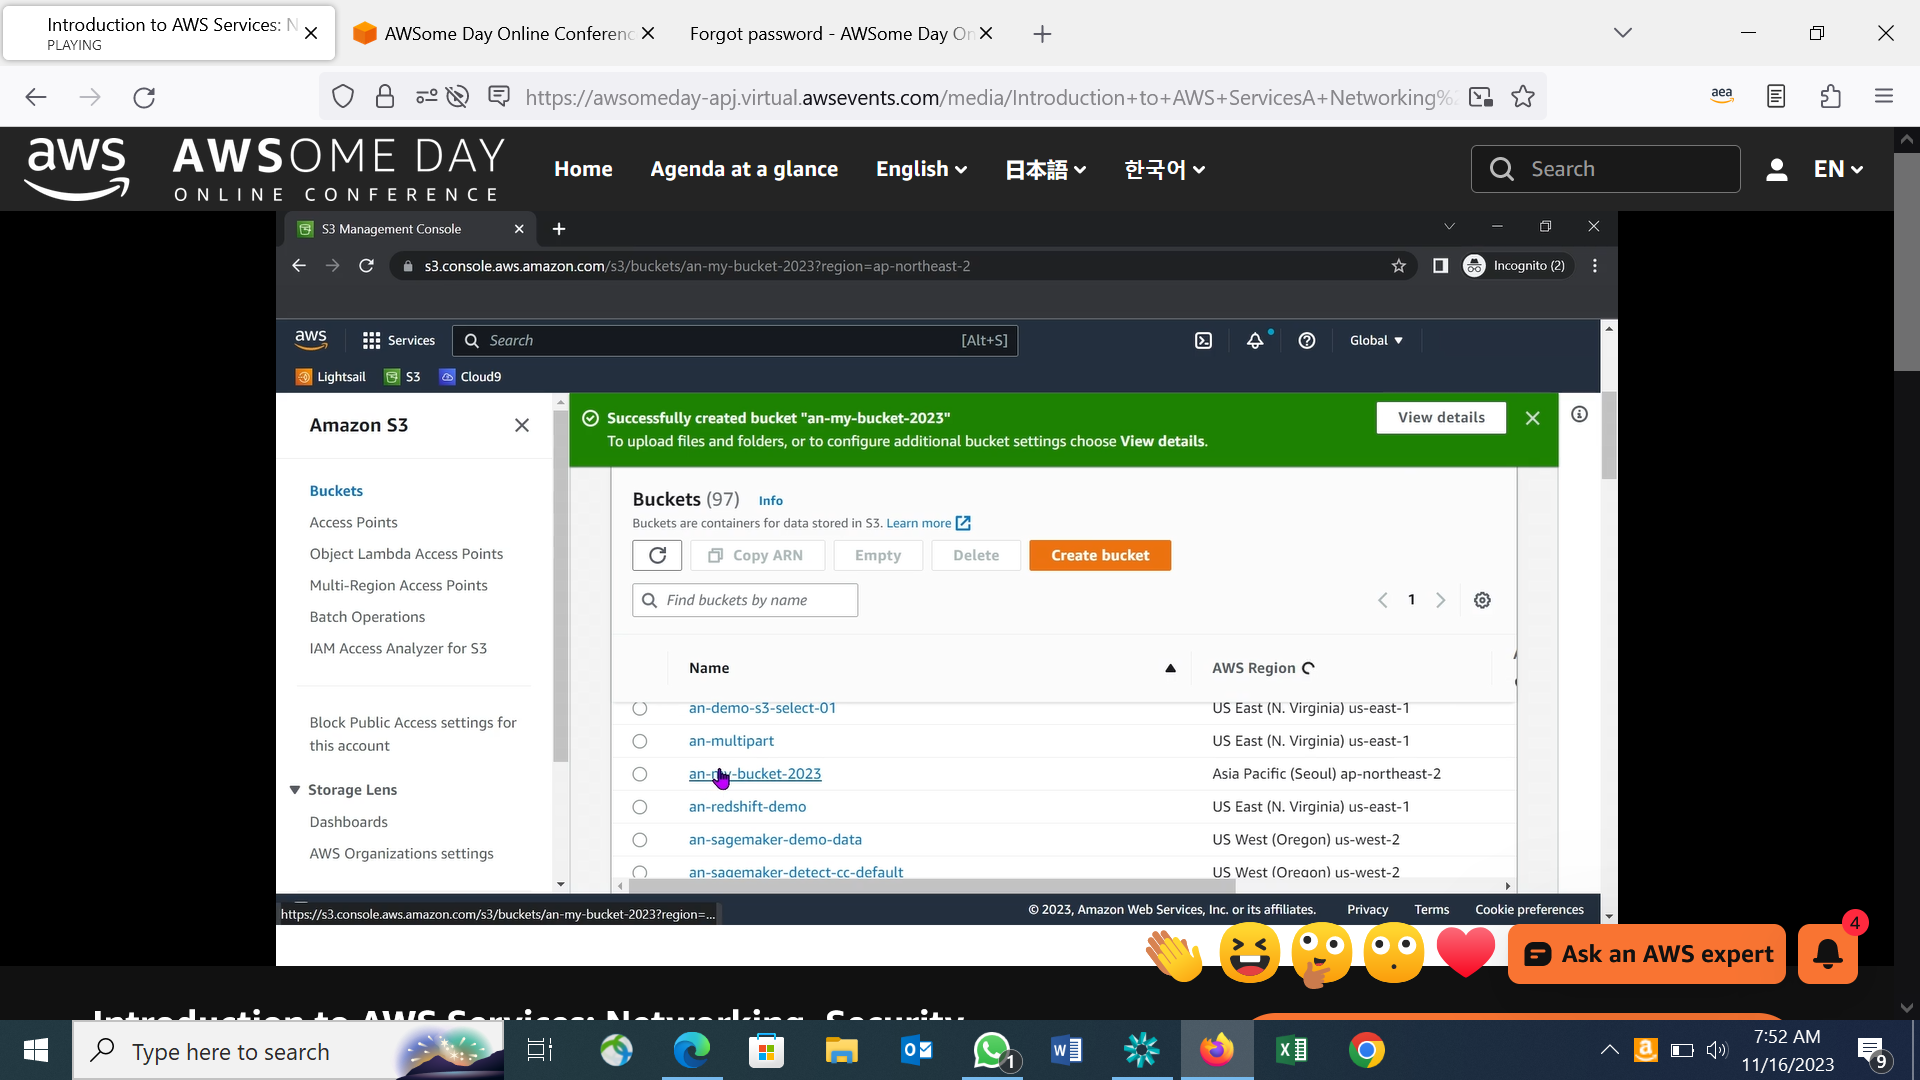 Introduction to AWS Services: N
PLAYING
AWSome Day Online Conferenc
Forgot password - AWSome Day On
https://awsomeday-apj.virtual.awsevents.com/media/Introduction+to+AWS+ServicesA+Networking%2
aea
aws
AWSOME DAY
ONLINE CONFERENCE
Home
Agenda at a glance
English
日本語
한국어
Search
EN
S3 Management Console
s3.console.aws.amazon.com/s3/buckets/an-my-bucket-2023?region=ap-northeast-2
Incognito (2)
aws
Services
Search
[Alt+S]
Global
Lightsail
S3
Cloud9
Amazon S3
Successfully created bucket "an-my-bucket-2023"
To upload files and folders, or to configure additional bucket settings choose View details.
View details
Buckets
Access Points
Object Lambda Access Points
Multi-Region Access Points
Batch Operations
IAM Access Analyzer for S3
Block Public Access settings for
this account
Storage Lens
Dashboards
AWS Organizations settings
Buckets (97)
Info
Buckets are containers for data stored in S3. Learn more
Copy ARN
Empty
Delete
Create bucket
Find buckets by name
1
Name
AWS Region
an-demo-s3-select-01
US East (N. Virginia) us-east-1
an-multipart
US East (N. Virginia) us-east-1
an-my-bucket-2023
Asia Pacific (Seoul) ap-northeast-2
an-redshift-demo
US East (N. Virginia) us-east-1
an-sagemaker-demo-data
US West (Oregon) us-west-2
an-sagemaker-detect-cc-default
US West (Oregon) us-west-2
https://s3.console.aws.amazon.com/s3/buckets/an-my-bucket-2023?region=...
© 2023, Amazon Web Services, Inc. or its affiliates.
Privacy
Terms
Cookie preferences
Ask an AWS expert
4
Introduction to AWS Services: Networking, Security
Type here to search
1
7:52 AM
11/16/2023
9